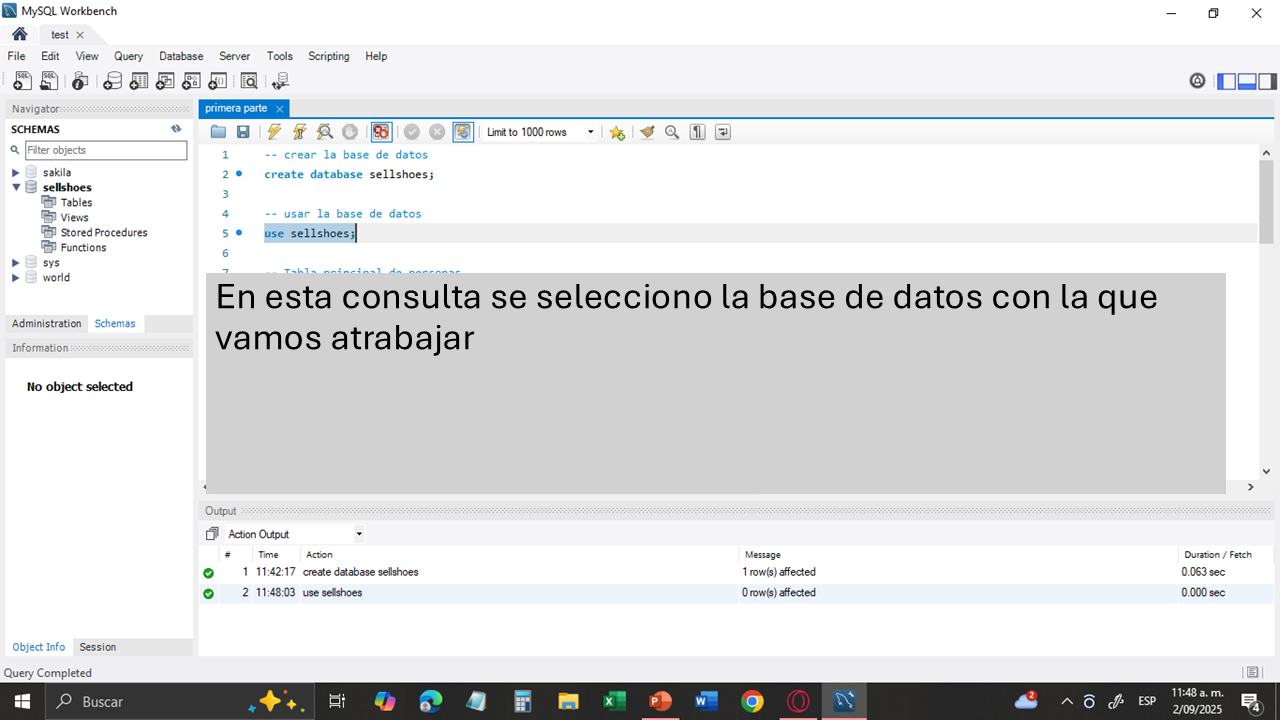 MySQL Workbench
test
File Edit View Query Database Server Tools Scripting Help
Navigator
SCHEMAS
Filter objects
sakila
sellshoes
Tables
Views
Stored Procedures
Functions
sys
world
Administration Schemas
Information
No object selected
primera parte
Limit to 1000 rows
1 -- crear la base de datos
2 create database sellshoes;
3
4 -- usar la base de datos
5 use sellshoes;
6
7 -- Tabla principal de personas
En esta consulta se selecciono la base de datos con la que
vamos atrabajar
Output
Action Output
# Time Action Message Duration / Fetch
1 11:42:17 create database sellshoes 1 row(s) affected 0.063 sec
2 11:48:03 use sellshoes 0 row(s) affected 0.000 sec
Object Info Session
Query Completed
Buscar
2
ESP
11:48 a. m.
2/09/2025
4